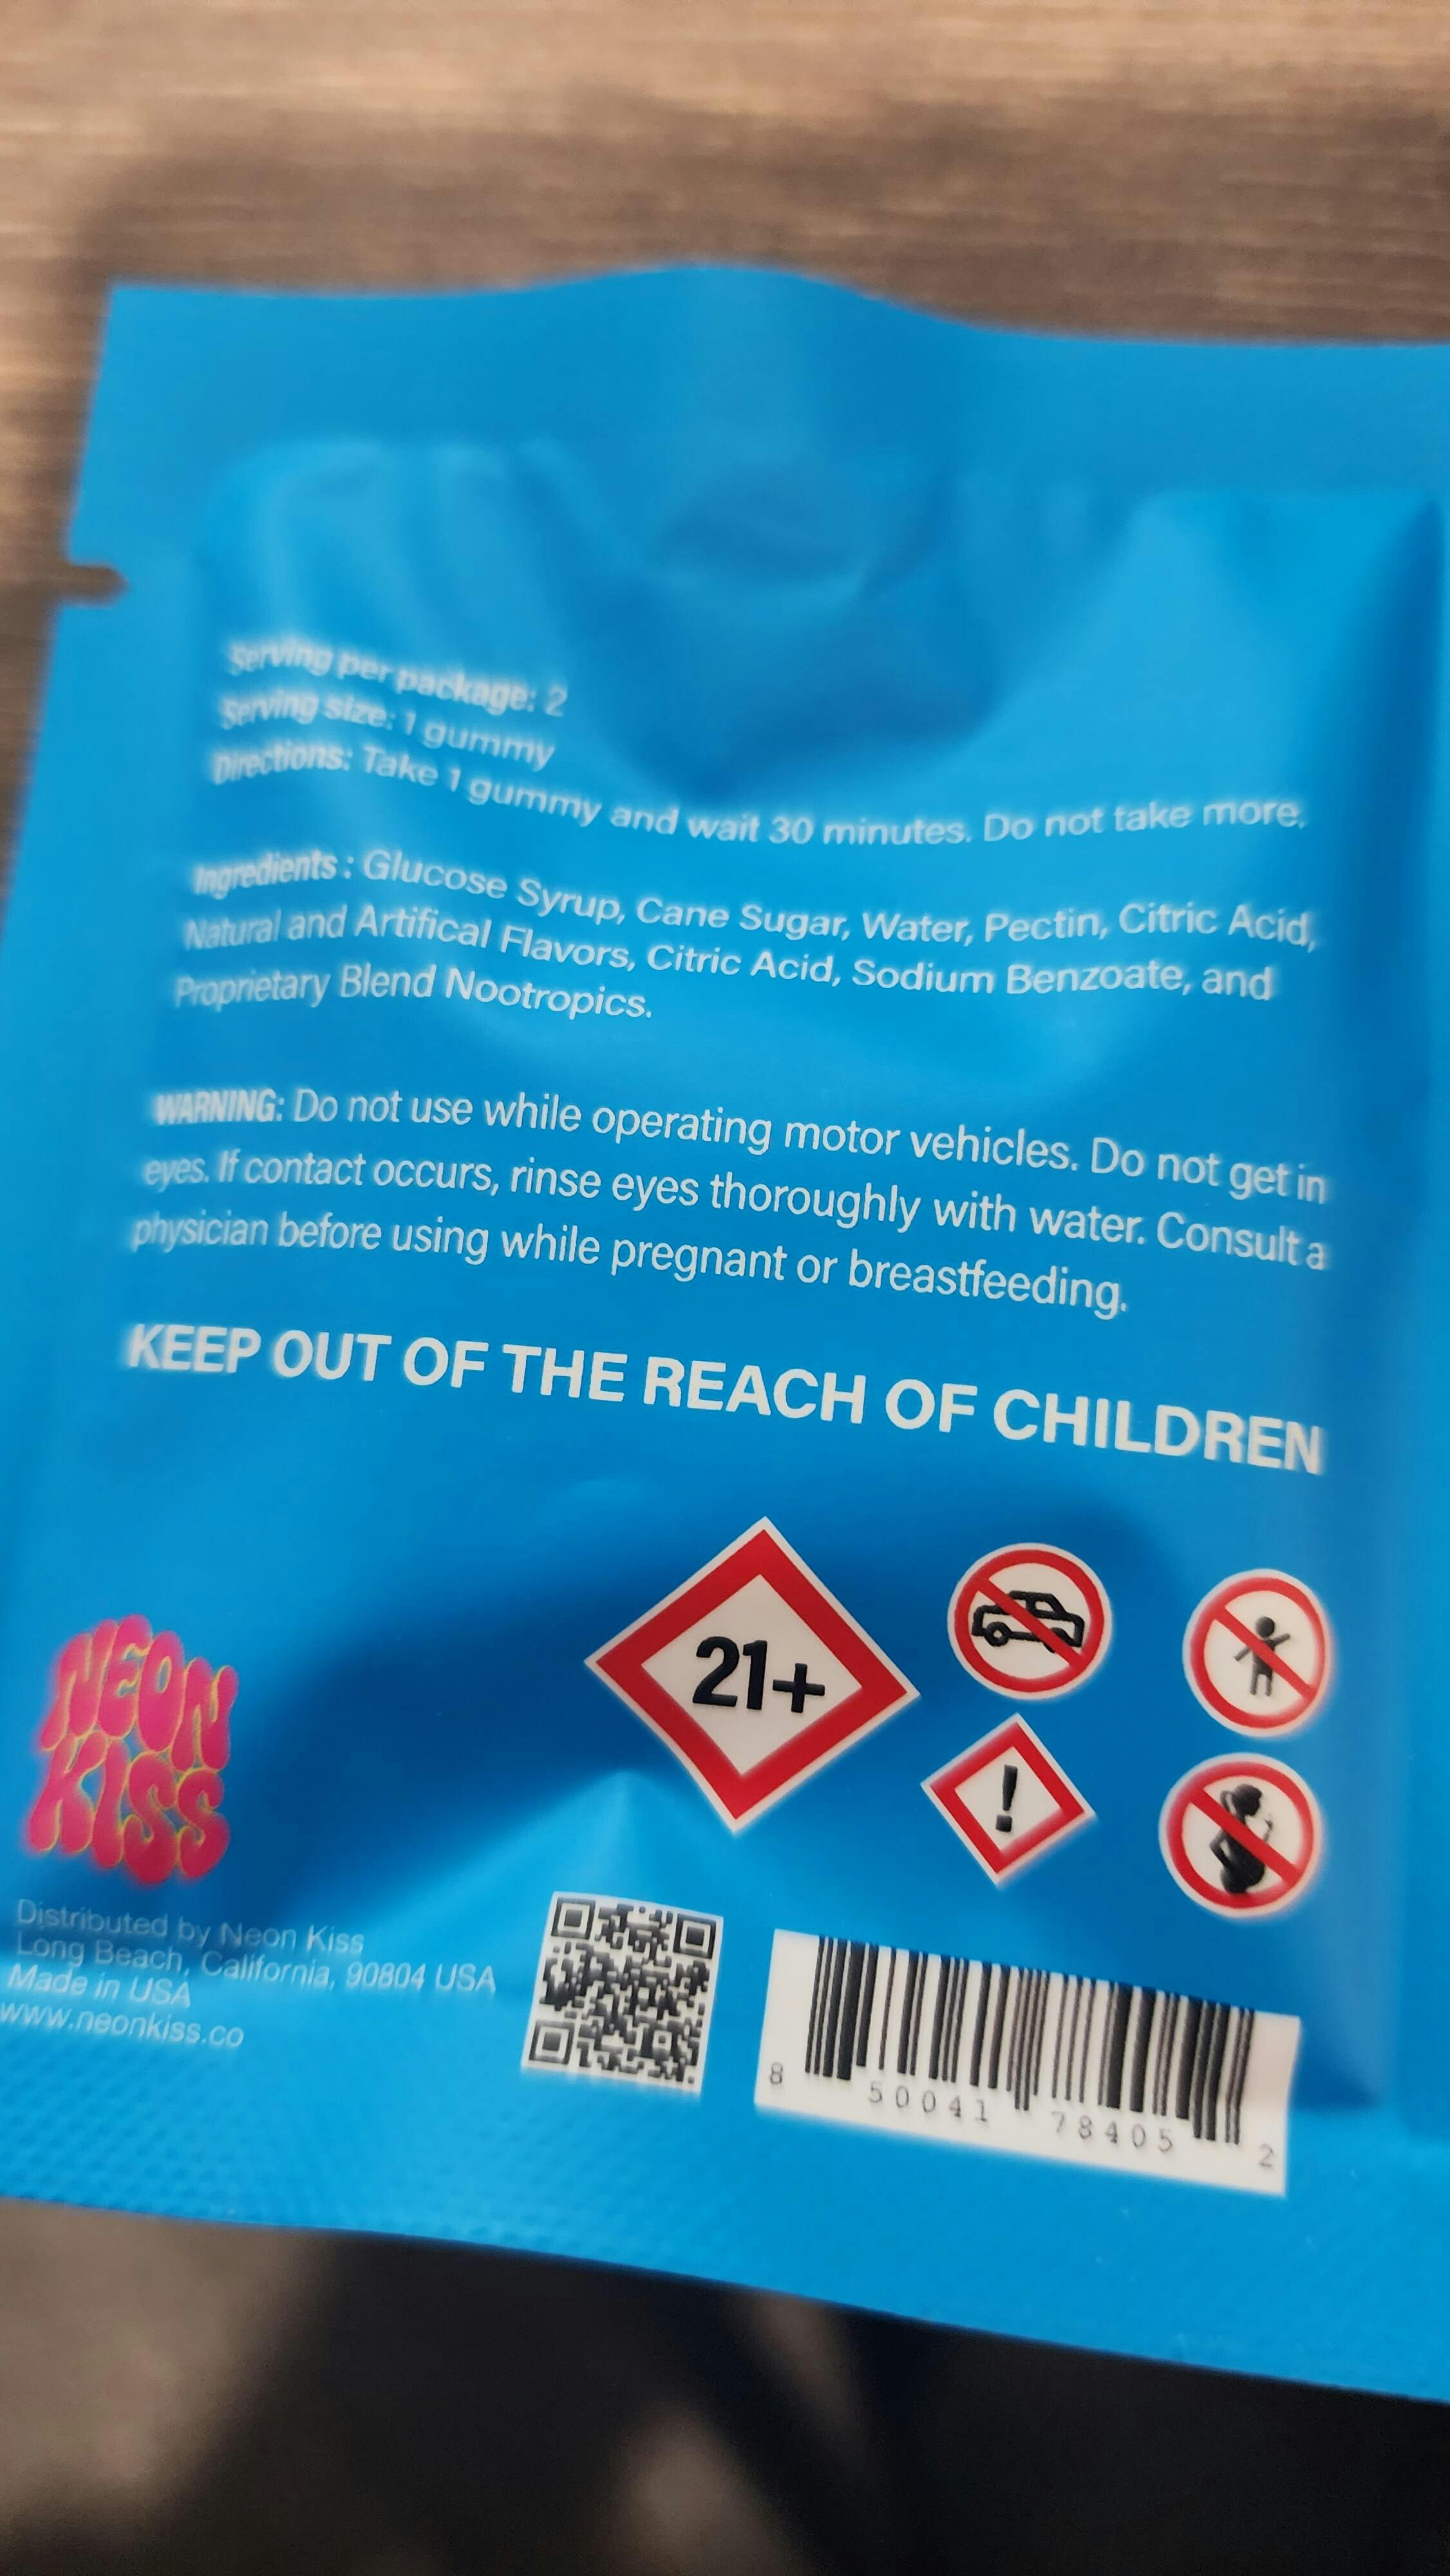 Serving per package: 2
Serving size: 1 gummy
Directions: Take 1 gummy and wait 30 minutes. Do not take more.
Ingredients : Glucose Syrup, Cane Sugar, Water, Pectin, Citric Acid,
Natural and Artifical Flavors, Citric Acid, Sodium Benzoate, and
Proprietary Blend Nootropics.
WARNING: Do not use while operating motor vehicles. Do not get in
eyes. If contact occurs, rinse eyes thoroughly with water. Consult a
physician before using while pregnant or breastfeeding.
KEEP OUT OF THE REACH OF CHILDREN
21+
!
NEON
KISS
Distributed by Neon Kiss
Long Beach, California, 90804 USA
Made in USA
www.neonkiss.co
8 50041 78405 2